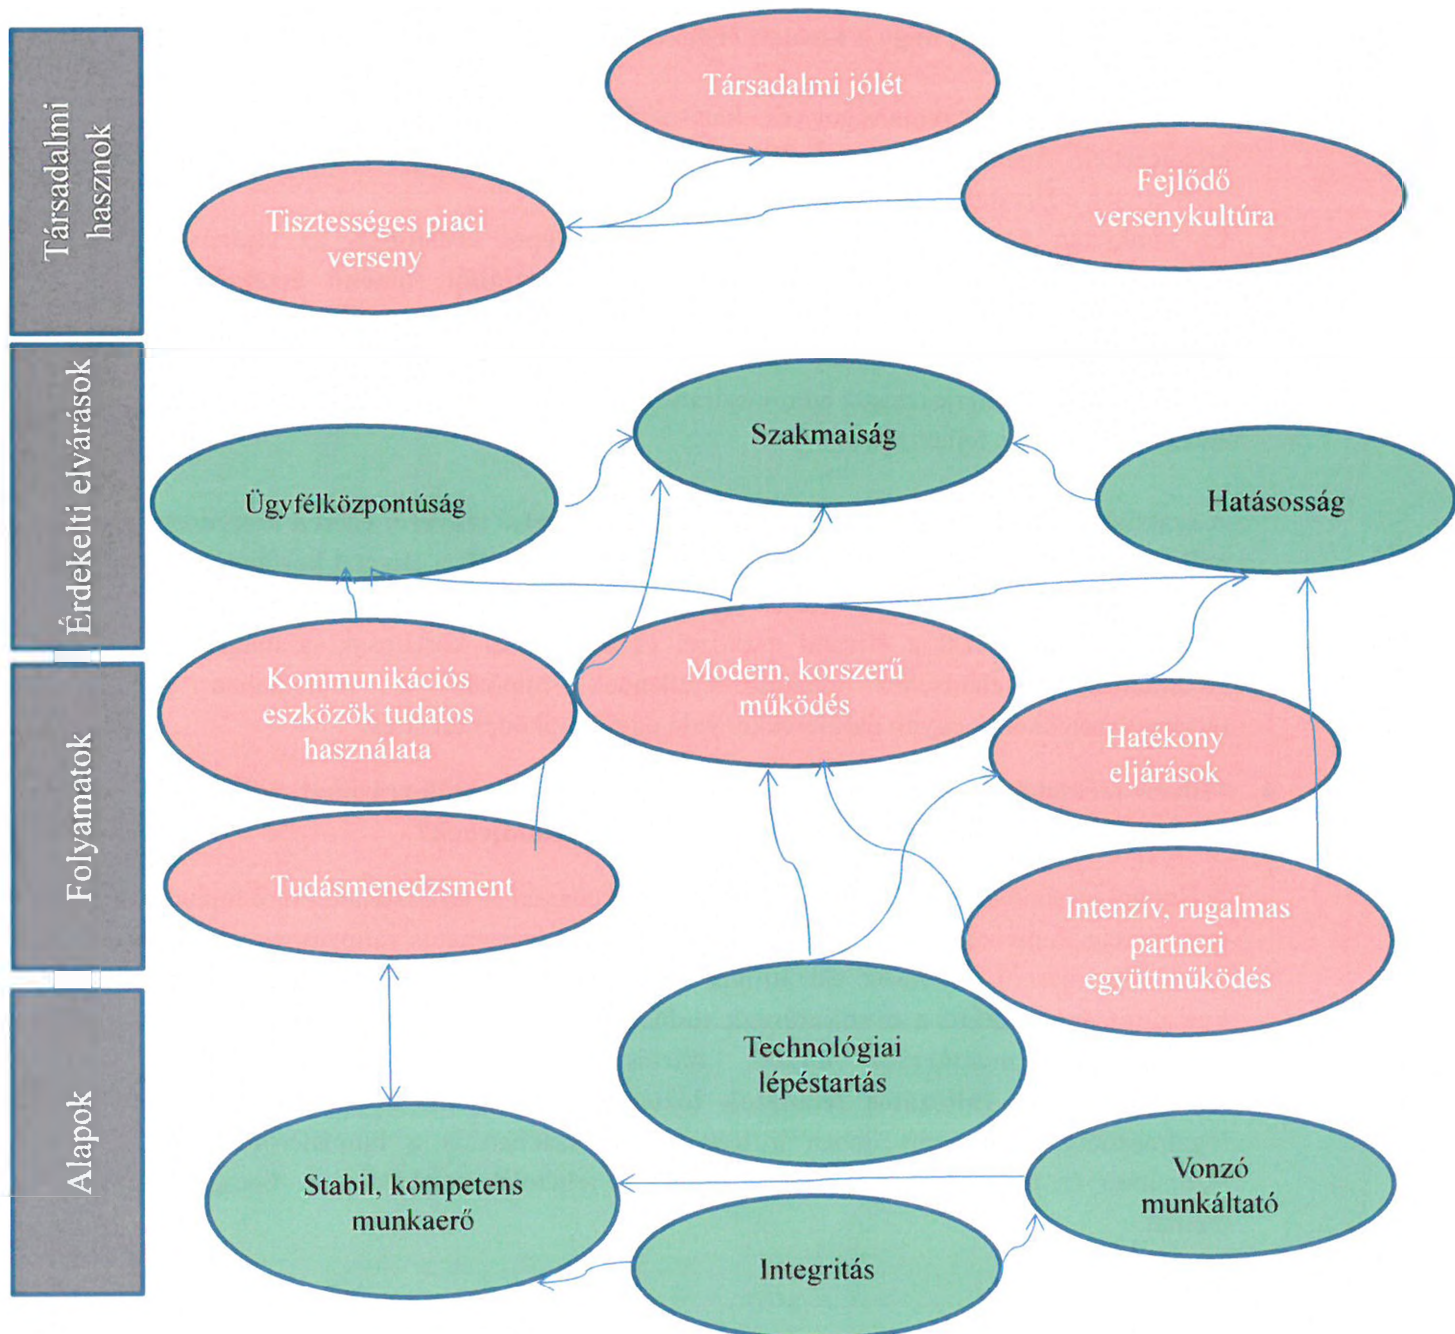 Társadalmi
hasznok
Társadalmi jólét
Tisztességes piaci
verseny
Fejlődő
versenykultúra
Érdekelti elvárások
Szakmaiság
Ügyfélközpontúság
Hatásosság
Folyamatok
Kommunikációs
eszközök tudatos
használata
Modern, korszerű
működés
Hatékony
eljárások
Tudásmenedzsment
Intenzív, rugalmas
partneri
együttműködés
Alapok
Technológiai
lépéstartás
Stabil, kompetens
munkaerő
Vonzó
munkáltató
Integritás